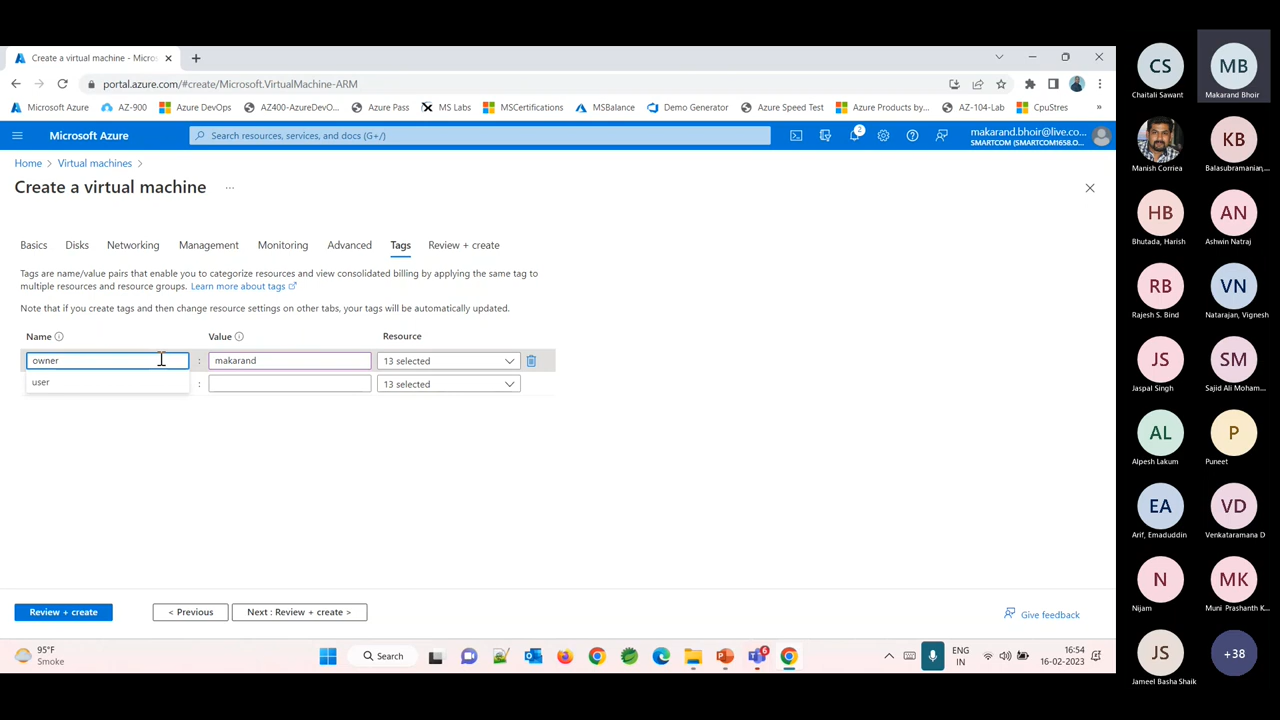 Create a virtual machine - Micros
portal.azure.com/#create/Microsoft.VirtualMachine-ARM
Microsoft Azure
AZ-900
Azure DevOps
AZ400-AzureDevO...
Azure Pass
MS Labs
MSCertifications
MSBalance
Demo Generator
Azure Speed Test
Azure Products by...
AZ-104-Lab
CpuStres
»
Microsoft Azure
Search resources, services, and docs (G+/)
2
makarand.bhoir@live.co...
SMARTCOM (SMARTCOM1658.O...
Home > Virtual machines >
Create a virtual machine ...
Basics
Disks
Networking
Management
Monitoring
Advanced
Tags
Review + create
Tags are name/value pairs that enable you to categorize resources and view consolidated billing by applying the same tag to
multiple resources and resource groups. Learn more about tags
Note that if you create tags and then change resource settings on other tabs, your tags will be automatically updated.
Name
Value
Resource
owner : makarand 13 selected
user : 13 selected
Review + create
< Previous
Next : Review + create >
Give feedback
95°F
Smoke
Search
6
ENG
IN
16:54
16-02-2023
CS
Chaitali Sawant
MB
Makarand Bhoir
Manish Corriea
KB
Balasubramanian,...
HB
Bhutada, Harish
AN
Ashwin Natraj
RB
Rajesh S. Bind
VN
Natarajan, Vignesh
JS
Jaspal Singh
SM
Sajid Ali Moham...
AL
Alpesh Lakum
P
Puneet
EA
Arif, Emaduddin
VD
Venkataramana D
N
Nijam
MK
Muni Prashanth K...
JS
Jameel Basha Shaik
+38